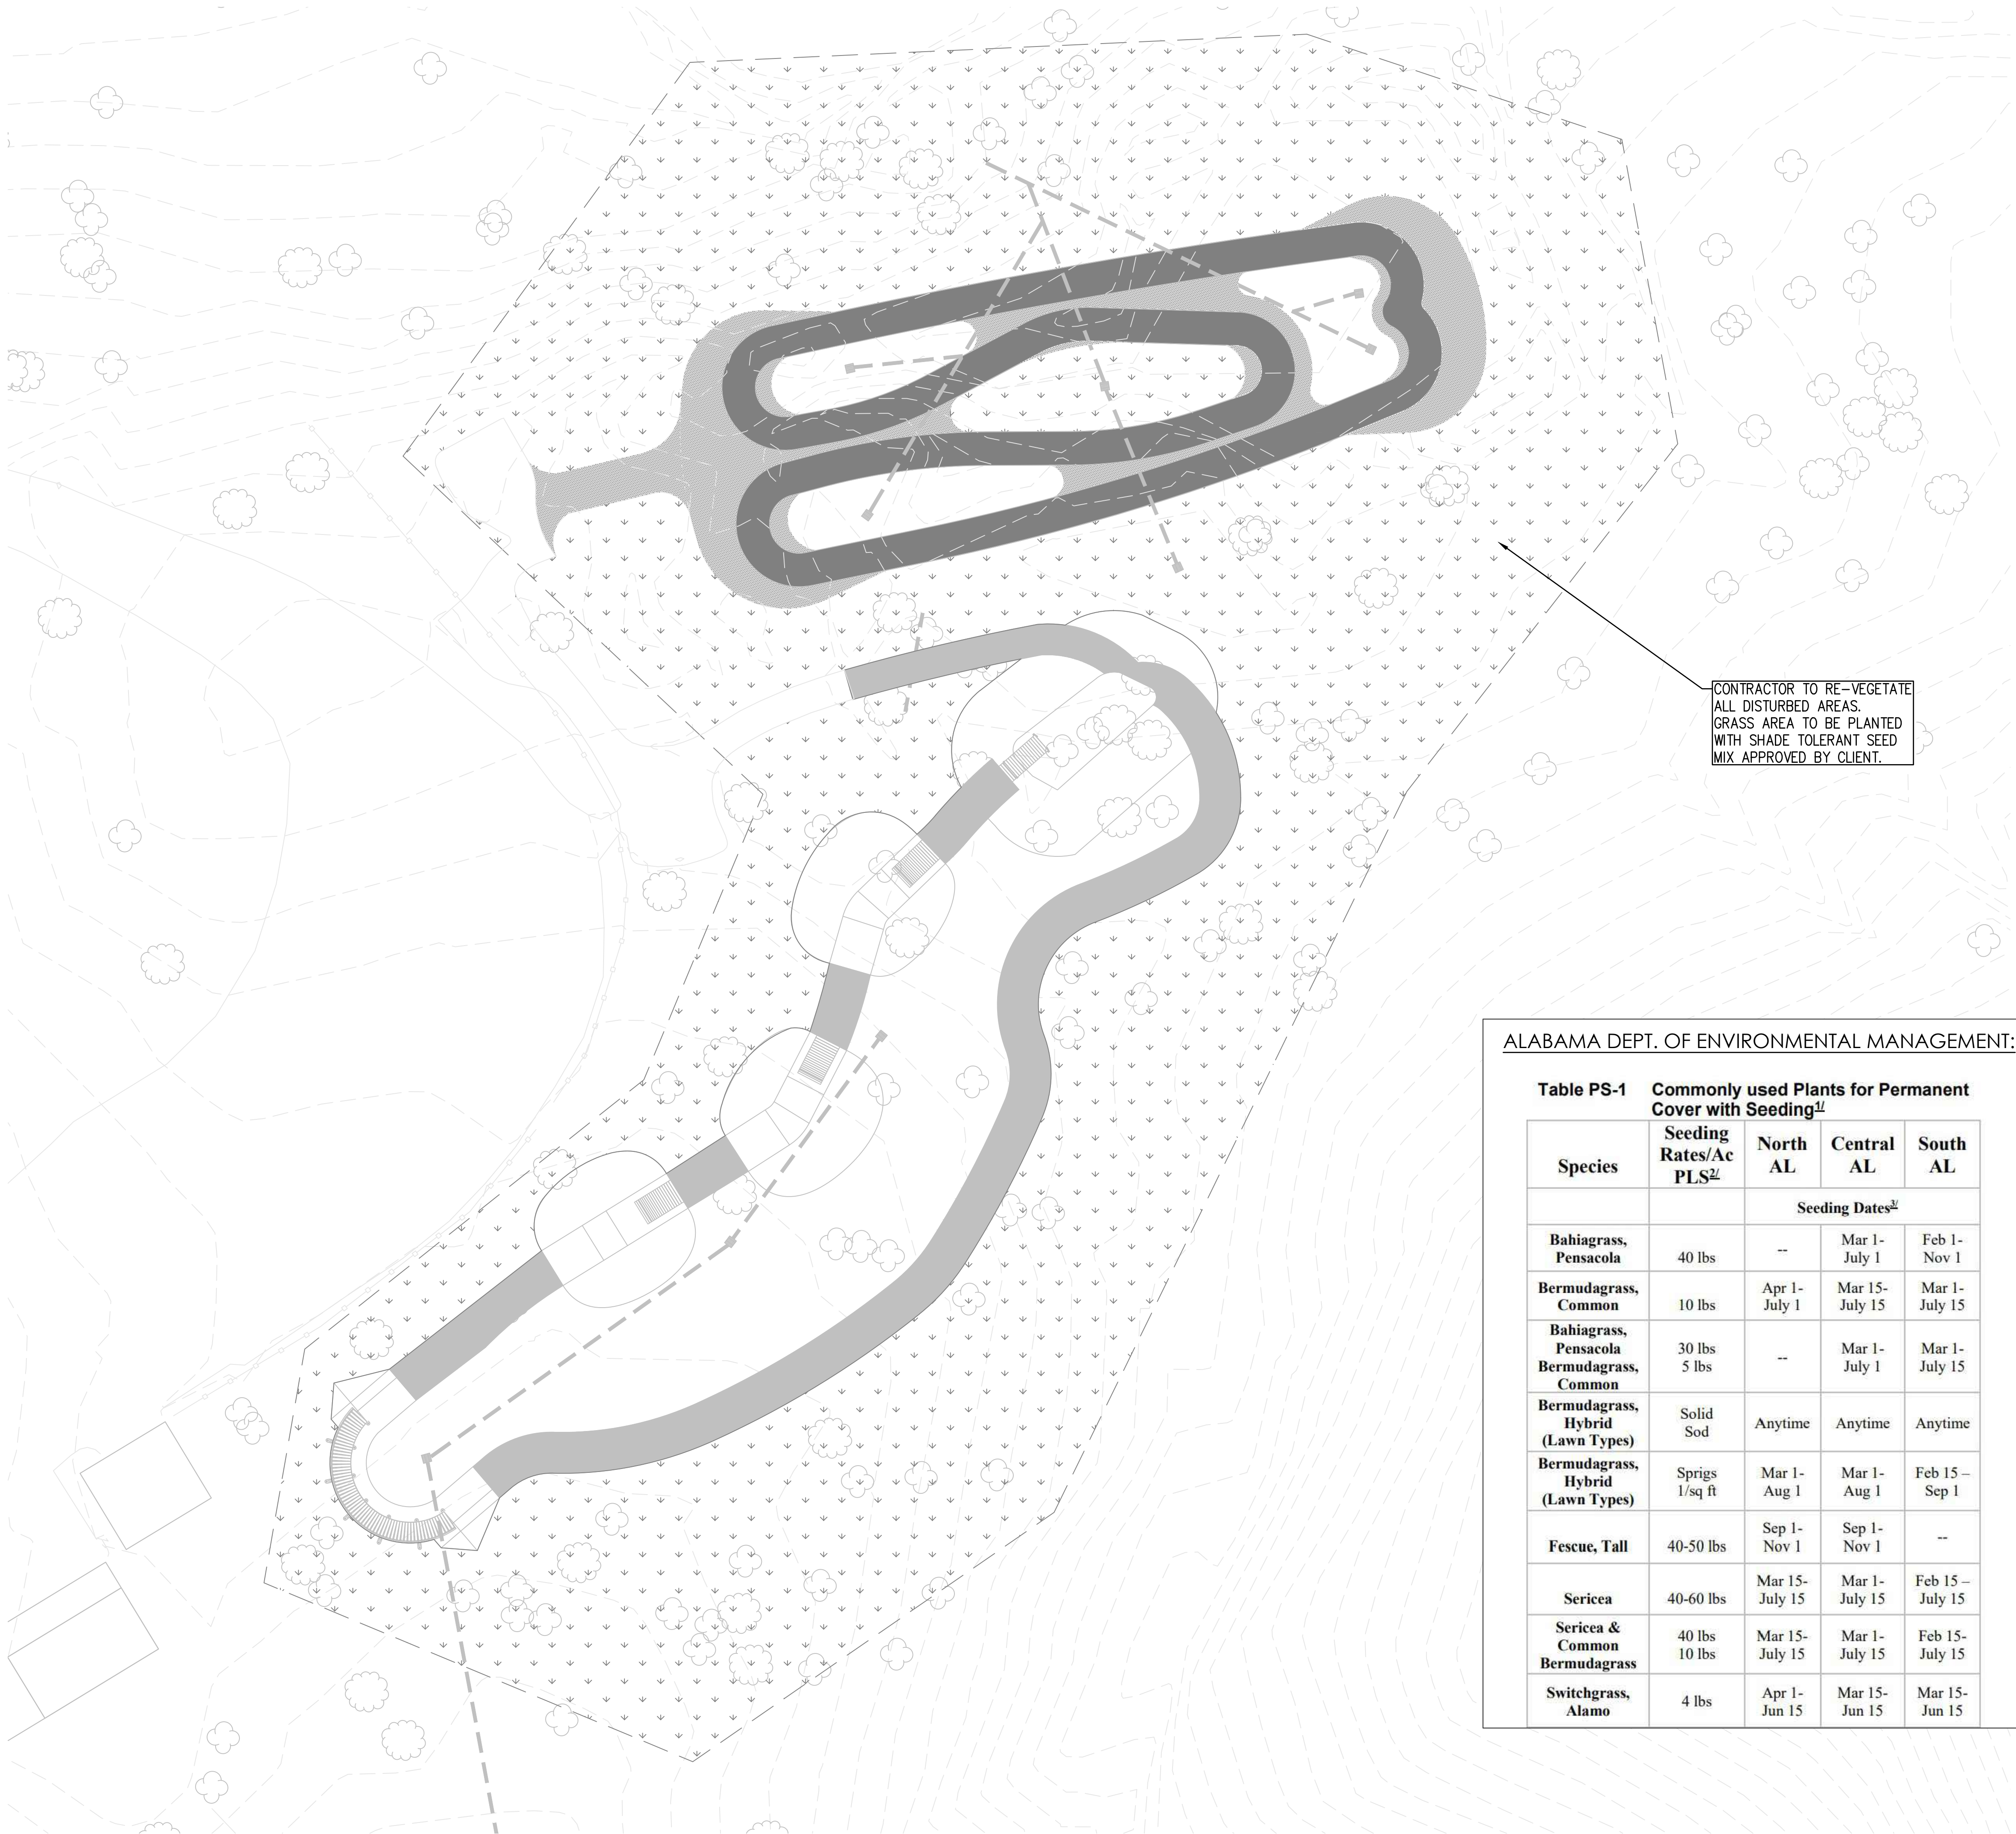 CONTRACTOR TO RE-VEGETATE
ALL DISTURBED AREAS.
GRASS AREA TO BE PLANTED
WITH SHADE TOLERANT SEED
MIX APPROVED BY CLIENT.
ALABAMA DEPT. OF ENVIRONMENTAL MANAGEMENT:
Table PS-1 Commonly used Plants for Permanent
Cover with Seeding1/
Species Seeding Rates/Ac PLS2/ North AL Central AL South AL
Seeding Dates3/
Bahiagrass, Pensacola 40 lbs -- Mar 1- July 1 Feb 1- Nov 1
Bermudagrass, Common 10 lbs Apr 1- July 1 Mar 15- July 15 Mar 1- July 15
Bahiagrass, Pensacola Bermudagrass, Common 30 lbs 5 lbs -- Mar 1- July 1 Mar 1- July 15
Bermudagrass, Hybrid (Lawn Types) Solid Sod Anytime Anytime Anytime
Bermudagrass, Hybrid (Lawn Types) Sprigs 1/sq ft Mar 1- Aug 1 Mar 1- Aug 1 Feb 15 – Sep 1
Fescue, Tall 40-50 lbs Sep 1- Nov 1 Sep 1- Nov 1 --
Sericea 40-60 lbs Mar 15- July 15 Mar 1- July 15 Feb 15 – July 15
Sericea & Common Bermudagrass 40 lbs 10 lbs Mar 15- July 15 Mar 1- July 15 Feb 15- July 15
Switchgrass, Alamo 4 lbs Apr 1- Jun 15 Mar 15- Jun 15 Mar 15- Jun 15